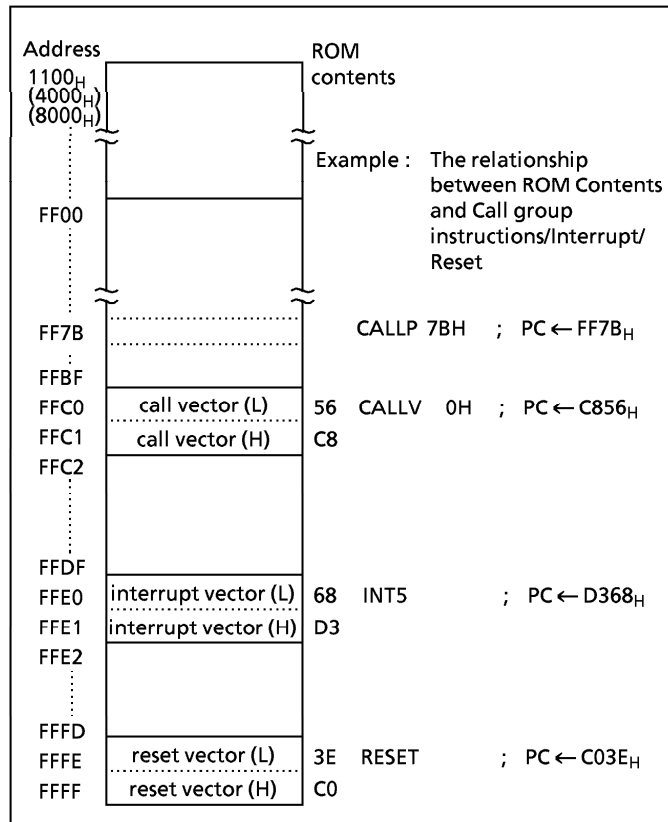 Address ROM
1100H contents
(4000H)
(8000H)
Example : The relationship
between ROM Contents
FF00 and Call group
instructions/Interrupt/
Reset
FF7B CALLP 7BH ; PC ← FF7BH
FFBF
FFC0 call vector (L) 56 CALLV 0H ; PC ← C856H
FFC1 call vector (H) C8
FFC2
FFDF
FFE0 interrupt vector (L) 68 INT5 ; PC ← D368H
FFE1 interrupt vector (H) D3
FFE2
FFFD
FFFE reset vector (L) 3E RESET ; PC ← C03EH
FFFF reset vector (H) C0